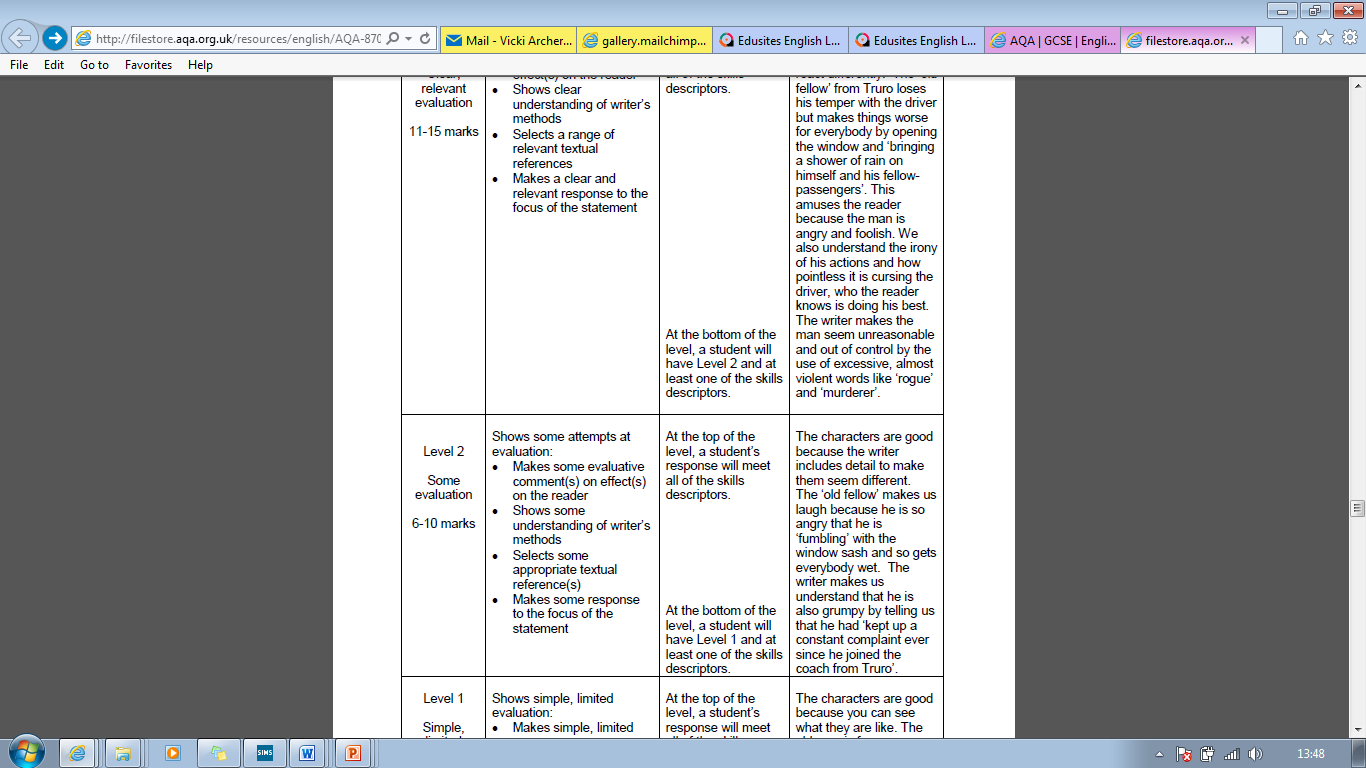 http://filestore.aqa.org.uk/resources/english/AQA-870
Mail - Vicki Archer...
gallery.mailchimp...
Edusites English L...
Edusites English L...
AQA | GCSE | Engli...
filestore.aqa.or...
File Edit Go to Favorites Help
relevant
evaluation
11-15 marks
• Shows clear
understanding of writer's
methods
• Selects a range of
relevant textual
references
• Makes a clear and
relevant response to the
focus of the statement
descriptors.
At the bottom of the
level, a student will
have Level 2 and at
least one of the skills
descriptors.
fellow' from Truro loses
his temper with the driver
but makes things worse
for everybody by opening
the window and 'bringing
a shower of rain on
himself and his fellow-
passengers'. This
amuses the reader
because the man is
angry and foolish. We
also understand the irony
of his actions and how
pointless it is cursing the
driver, who the reader
knows is doing his best.
The writer makes the
man seem unreasonable
and out of control by the
use of excessive, almost
violent words like 'rogue'
and 'murderer'.
Level 2
Some
evaluation
6-10 marks
Shows some attempts at
evaluation:
• Makes some evaluative
comment(s) on effect(s)
on the reader
• Shows some
understanding of writer's
methods
• Selects some
appropriate textual
reference(s)
• Makes some response
to the focus of the
statement
At the top of the
level, a student's
response will meet
all of the skills
descriptors.
At the bottom of the
level, a student will
have Level 1 and at
least one of the skills
descriptors.
The characters are good
because the writer
includes detail to make
them seem different.
The 'old fellow' makes us
laugh because he is so
angry that he is
'fumbling' with the
window sash and so gets
everybody wet. The
writer makes us
understand that he is
also grumpy by telling us
that he had 'kept up a
constant complaint ever
since he joined the
coach from Truro'.
Level 1
Simple,
Shows simple, limited
evaluation:
• Makes simple, limited
At the top of the
level, a student's
response will meet
The characters are good
because you can see
what they are like. The
SIMS
13:48